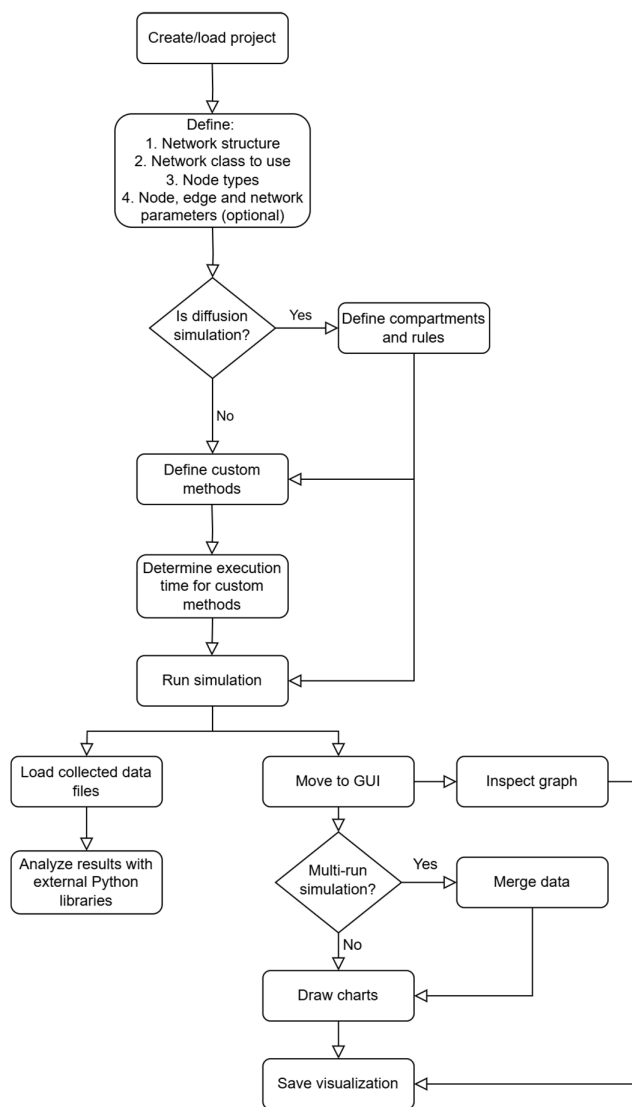 Create/load project
Define:
1. Network structure
2. Network class to use
3. Node types
4. Node, edge and network
parameters (optional)
Is diffusion
simulation?
Yes
Define compartments
and rules
No
Define custom
methods
Determine execution
time for custom
methods
Run simulation
Load collected data
files
Move to GUI
Inspect graph
Analyze results with
external Python
libraries
Multi-run
simulation?
Yes
Merge data
No
Draw charts
Save visualization